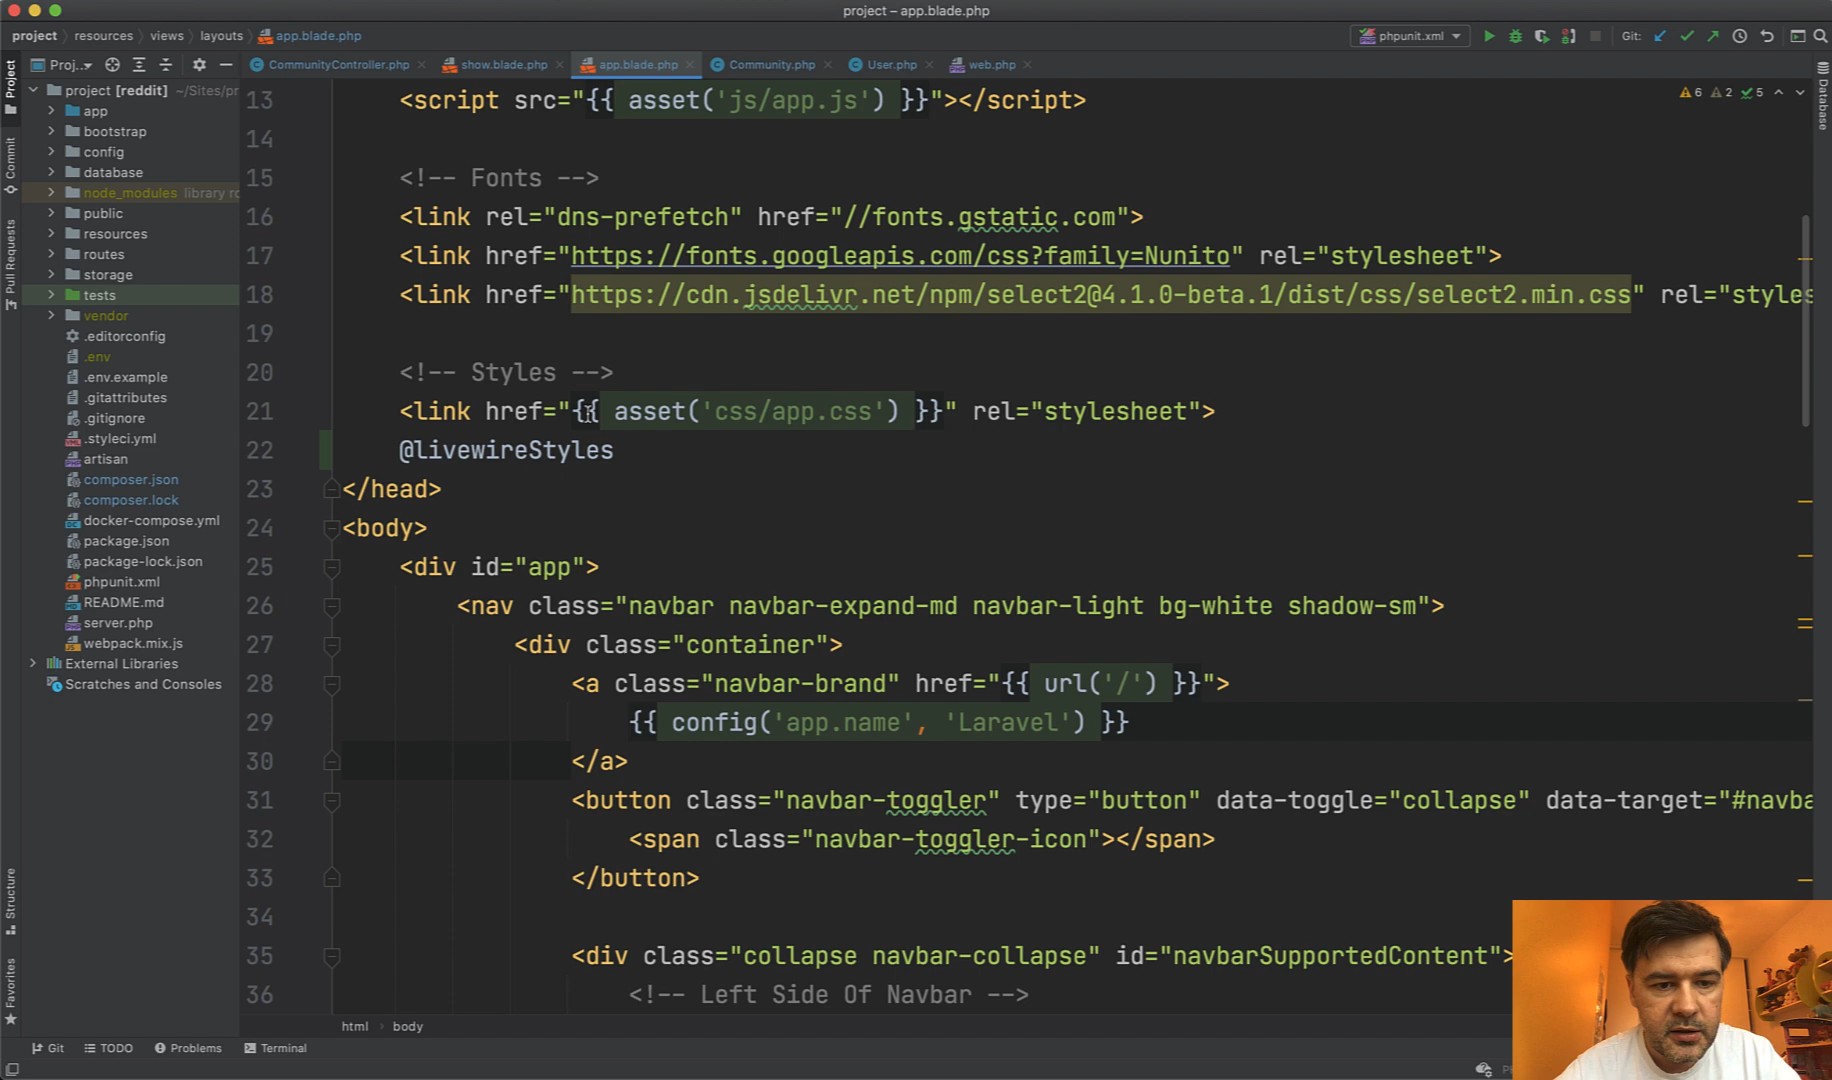 project – app.blade.php
project resources views layouts app.blade.php
phpunit.xml
Git:
Proj...
CommunityController.php show.blade.php app.blade.php Community.php User.php web.php
Project
Commit
Pull Requests
Structure
Favorites
Database
project [reddit] ~/Sites/pr
app
bootstrap
config
database
node_modules library ro
public
resources
routes
storage
tests
vendor
.editorconfig
.env
.env.example
.gitattributes
.gitignore
.styleci.yml
artisan
composer.json
composer.lock
docker-compose.yml
package.json
package-lock.json
phpunit.xml
README.md
server.php
webpack.mix.js
External Libraries
Scratches and Consoles
6 2 5
13 <script src="{{ asset('js/app.js') }}"></script>
14
15 <!-- Fonts -->
16 <link rel="dns-prefetch" href="//fonts.gstatic.com">
17 <link href="https://fonts.googleapis.com/css?family=Nunito" rel="stylesheet">
18 <link href="https://cdn.jsdelivr.net/npm/select2@4.1.0-beta.1/dist/css/select2.min.css" rel="styles
19
20 <!-- Styles -->
21 <link href="{{ asset('css/app.css') }}" rel="stylesheet">
22 @livewireStyles
23 </head>
24 <body>
25 <div id="app">
26 <nav class="navbar navbar-expand-md navbar-light bg-white shadow-sm">
27 <div class="container">
28 <a class="navbar-brand" href="{{ url('/') }}">
29 {{ config('app.name', 'Laravel') }}
30 </a>
31 <button class="navbar-toggler" type="button" data-toggle="collapse" data-target="#navba
32 <span class="navbar-toggler-icon"></span>
33 </button>
34
35 <div class="collapse navbar-collapse" id="navbarSupportedContent">
36 <!-- Left Side Of Navbar -->
html body
Git TODO Problems Terminal